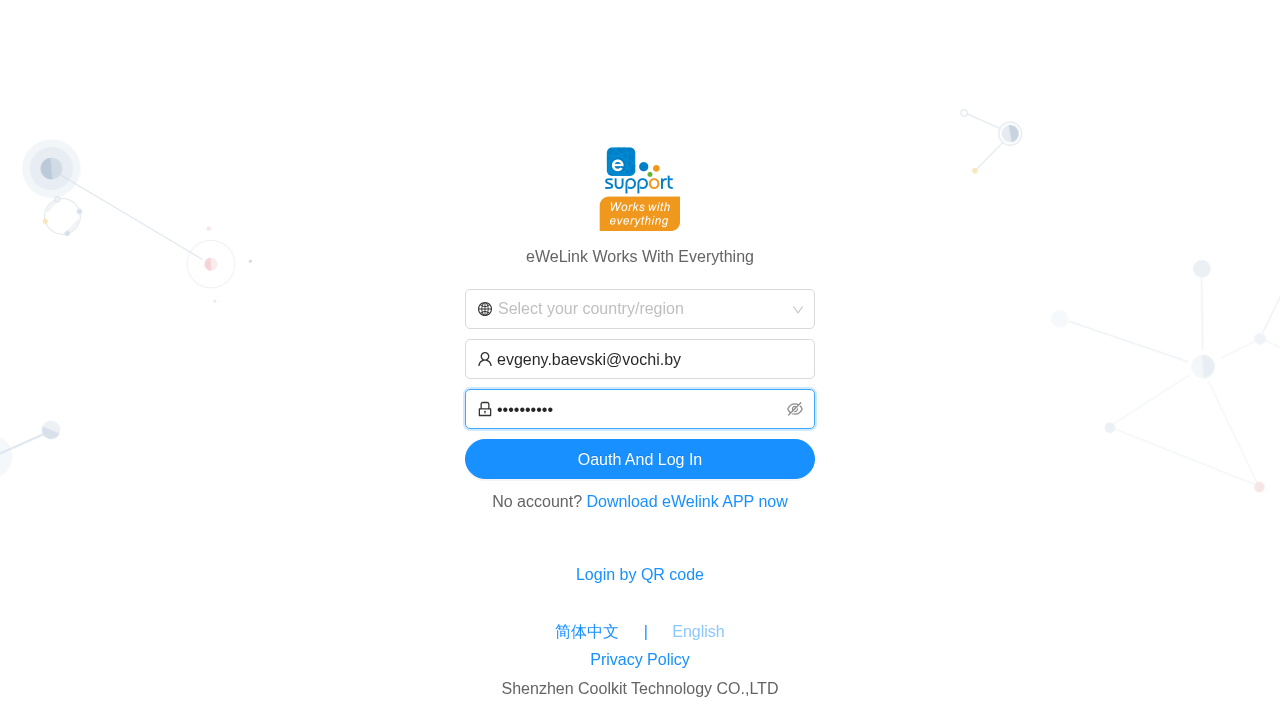 e
support
Works with
everything
eWeLink Works With Everything
Select your country/region
evgeny.baevski@vochi.by
••••••••••
Oauth And Log In
No account? Download eWelink APP now
Login by QR code
简体中文 | English
Privacy Policy
Shenzhen Coolkit Technology CO.,LTD